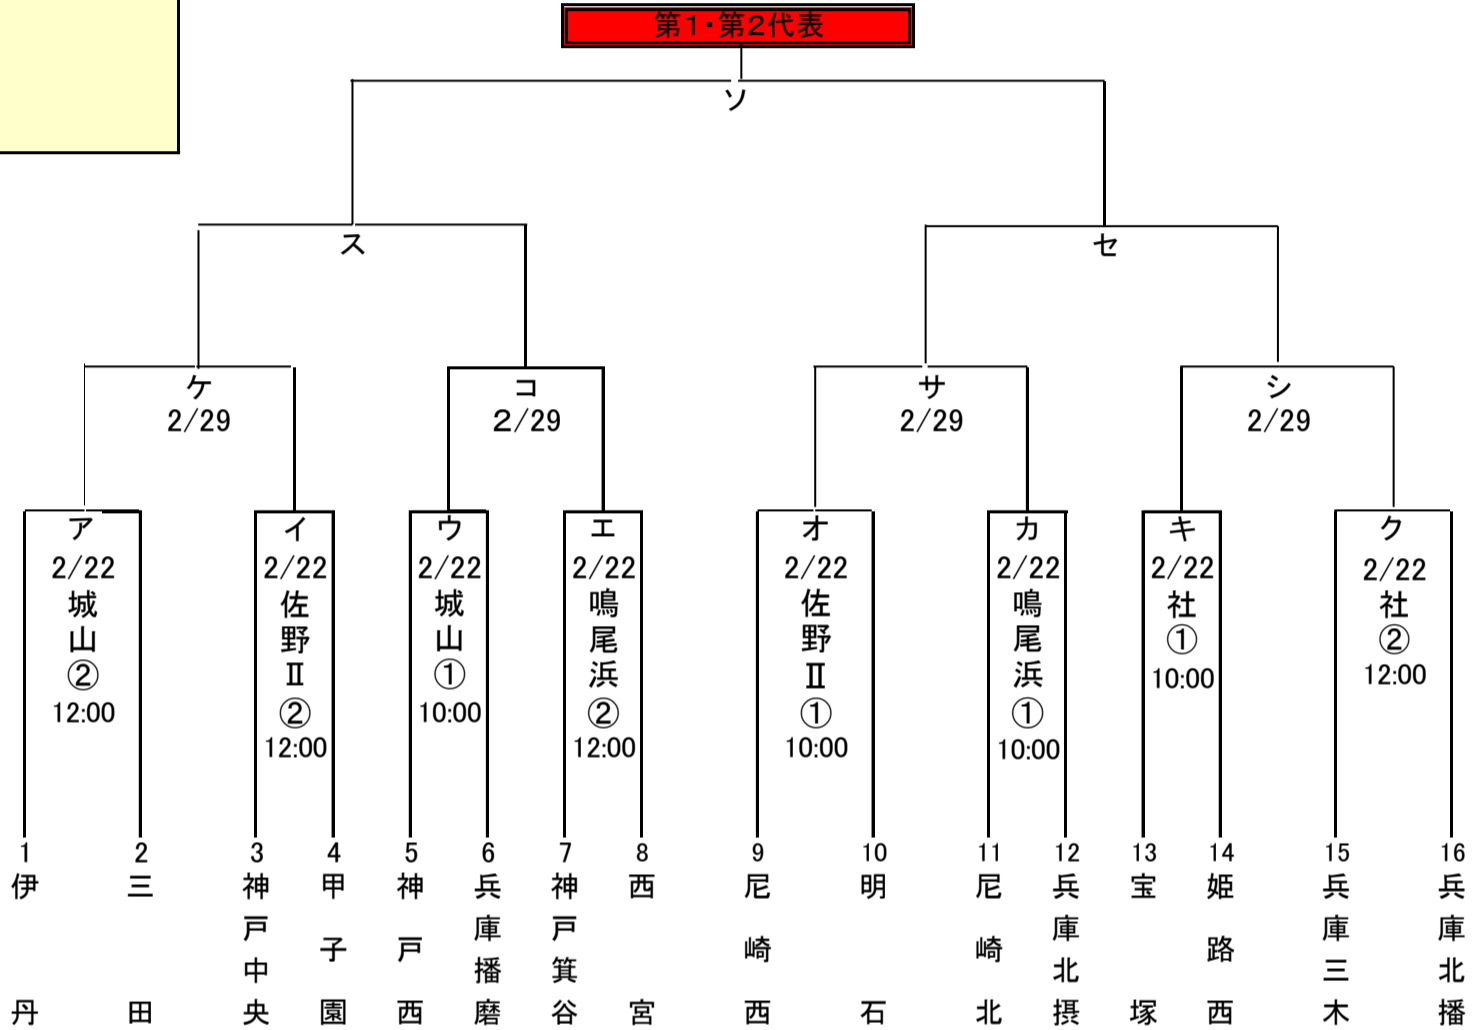 第1・第2代表
ソ
ス
セ
ケ
2/29
コ
2/29
サ
2/29
シ
2/29
ア
2/22
城山
②
12:00
イ
2/22
佐野Ⅱ
②
12:00
ウ
2/22
城山
①
10:00
エ
2/22
鳴尾浜
②
12:00
オ
2/22
佐野Ⅱ
①
10:00
カ
2/22
鳴尾浜
①
10:00
キ
2/22
社
①
10:00
ク
2/22
社
②
12:00
1
伊丹
2
三田
3
神戸中央
4
甲子園
5
神戸西
6
兵庫播磨
7
神戸箕谷
8
西宮
9
尼崎西
10
明石
11
尼崎北
12
兵庫北摂
13
宝塚
14
姫路西
15
兵庫三木
16
兵庫北播